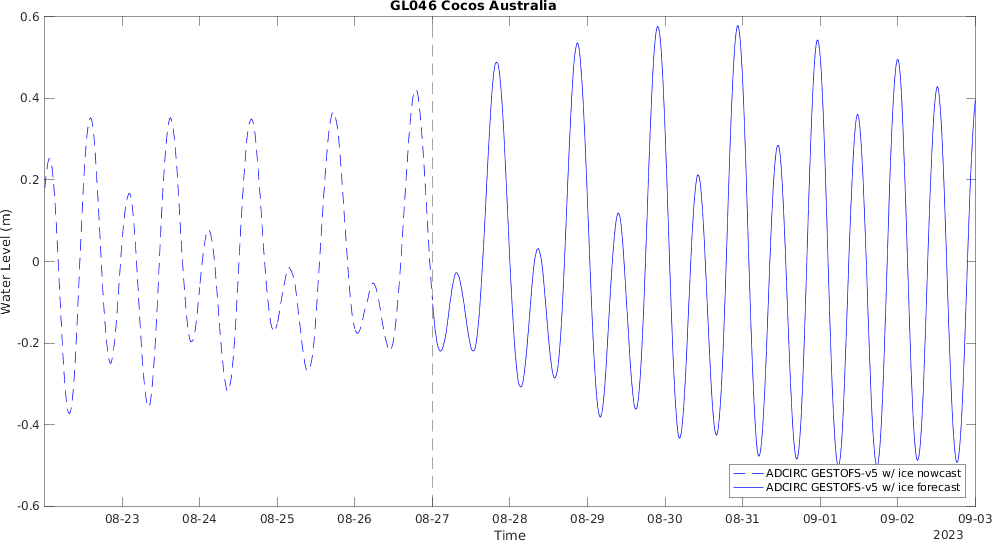 GL046 Cocos Australia
0.6
0.4
0.2
0
-0.2
-0.4
-0.6
Water Level (m)
ADCIRC GESTOFS-v5 w/ ice nowcast
ADCIRC GESTOFS-v5 w/ ice forecast
08-23 08-24 08-25 08-26 08-27 08-28 08-29 08-30 08-31 09-01 09-02 09-03
Time
2023